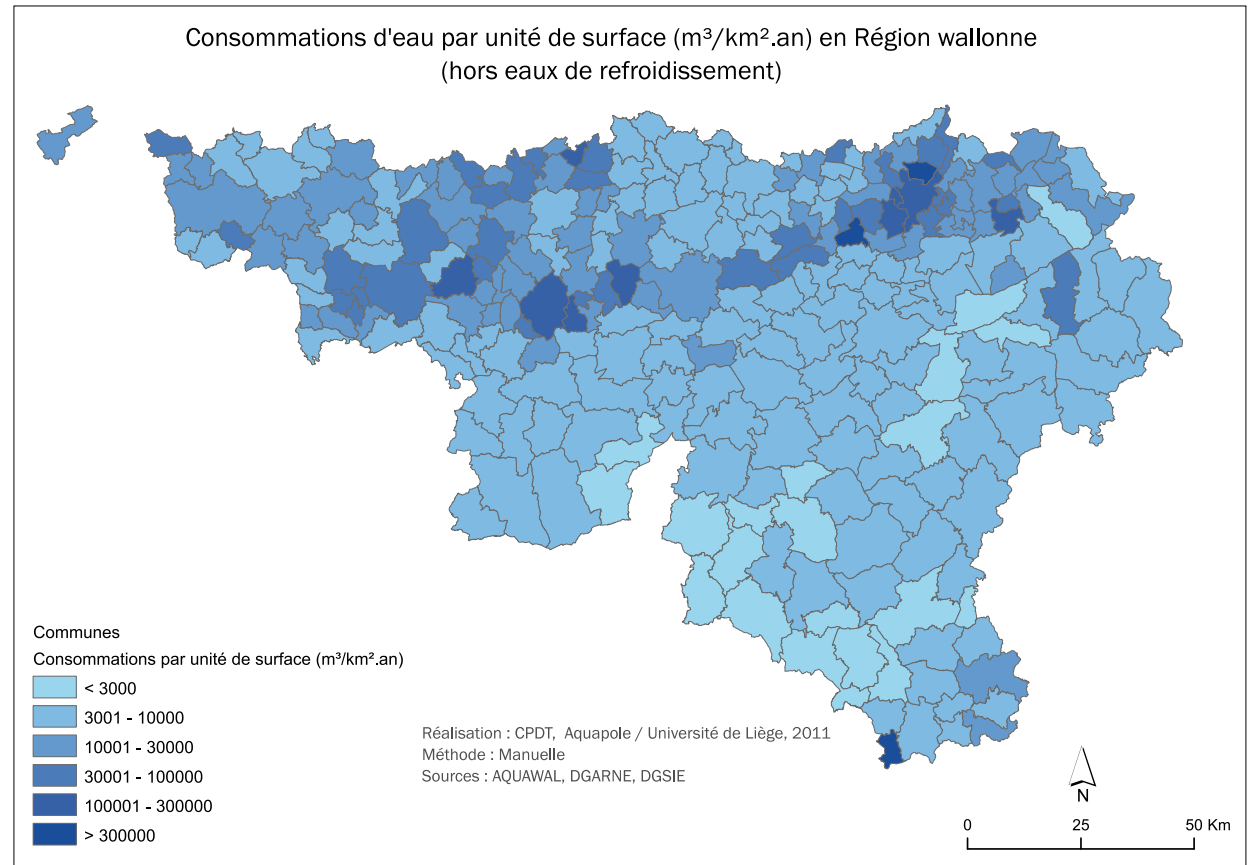 Consommations d'eau par unité de surface (m³/km².an) en Région wallonne
(hors eaux de refroidissement)
Communes
Consommations par unité de surface (m³/km².an)
< 3000
3001 - 10000
10001 - 30000
30001 - 100000
100001 - 300000
> 300000
Réalisation : CPDT, Aquapole / Université de Liège, 2011
Méthode : Manuelle
Sources : AQUAWAL, DGARNE, DGSIE
N
0 25 50 Km